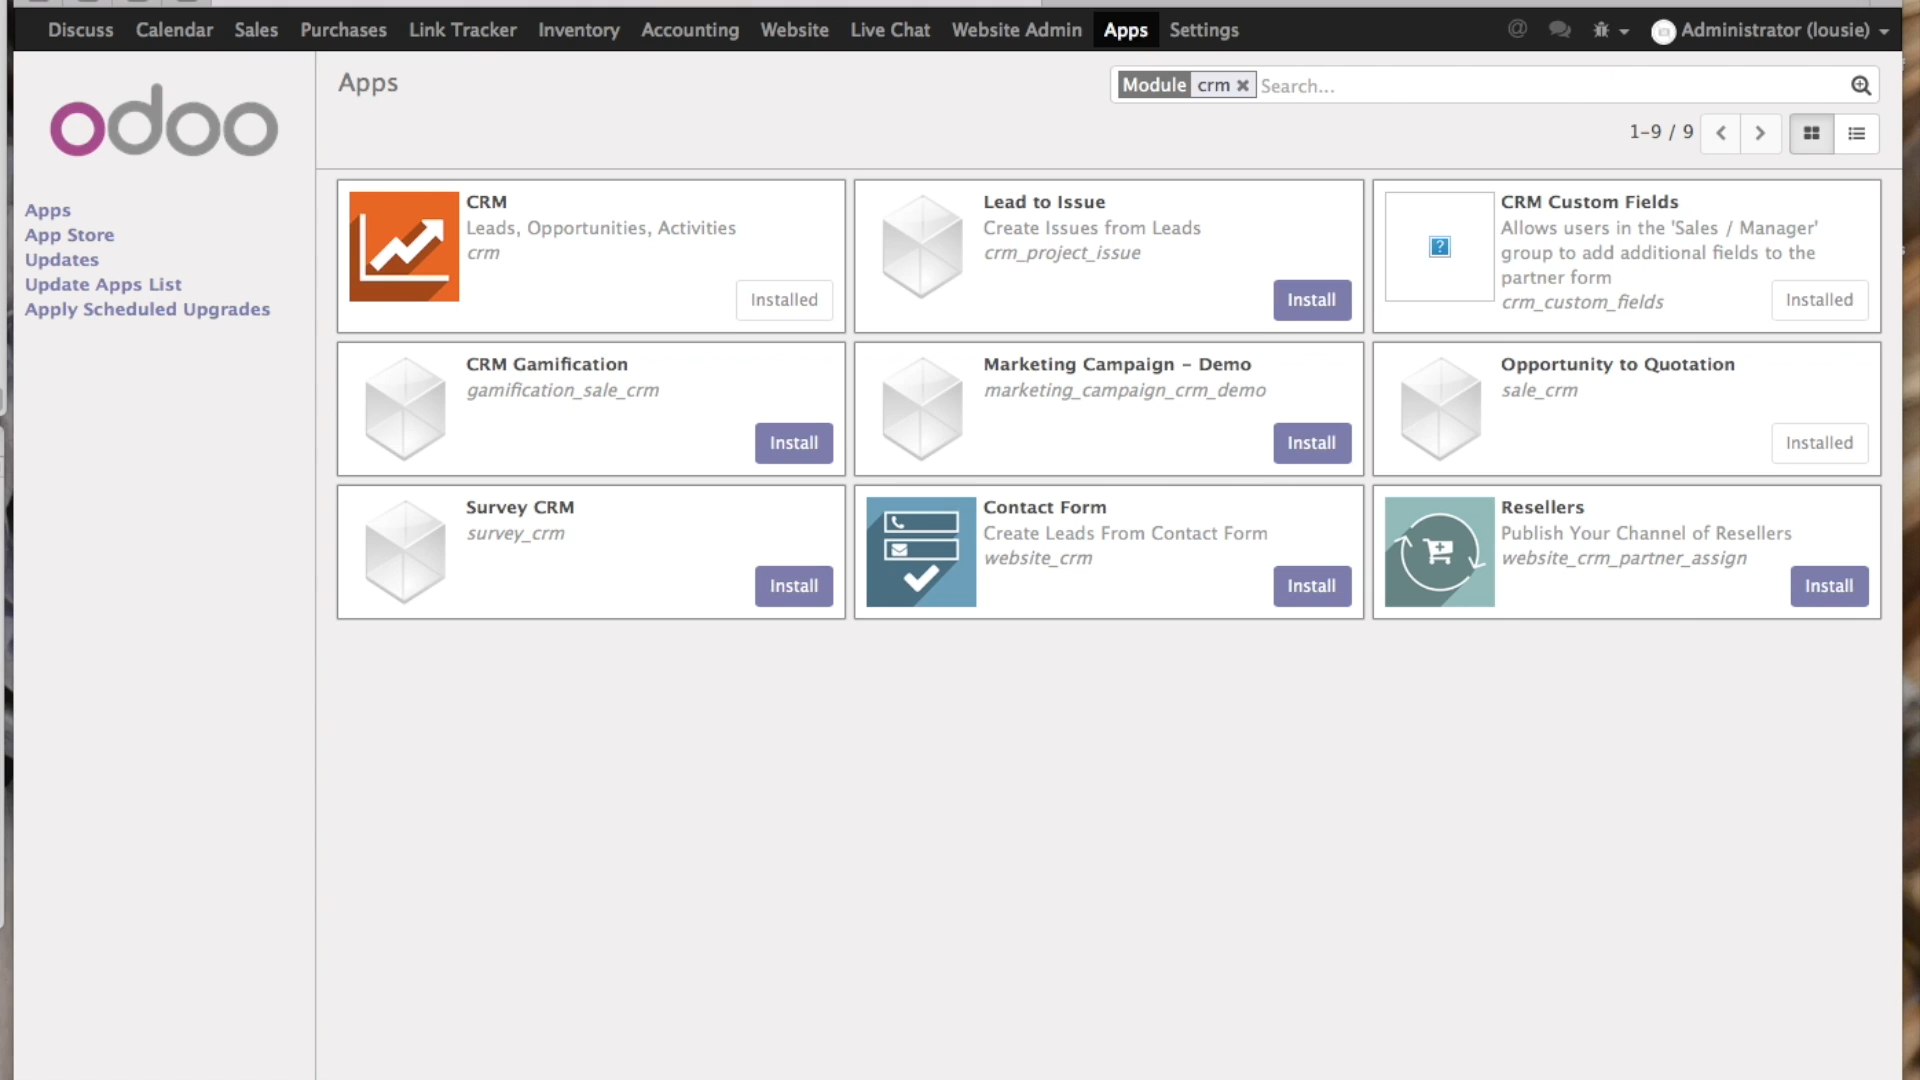 Discuss Calendar Sales Purchases Link Tracker Inventory Accounting Website Live Chat Website Admin Apps Settings @ Administrator (lousie)
odoo
Apps
Module crm Search...
1-9 / 9
Apps
App Store
Updates
Update Apps List
Apply Scheduled Upgrades
CRM
Leads, Opportunities, Activities
crm
Installed
Lead to Issue
Create Issues from Leads
crm_project_issue
Install
CRM Custom Fields
Allows users in the 'Sales / Manager'
group to add additional fields to the
partner form
crm_custom_fields
Installed
CRM Gamification
gamification_sale_crm
Install
Marketing Campaign – Demo
marketing_campaign_crm_demo
Install
Opportunity to Quotation
sale_crm
Installed
Survey CRM
survey_crm
Install
Contact Form
Create Leads From Contact Form
website_crm
Install
Resellers
Publish Your Channel of Resellers
website_crm_partner_assign
Install